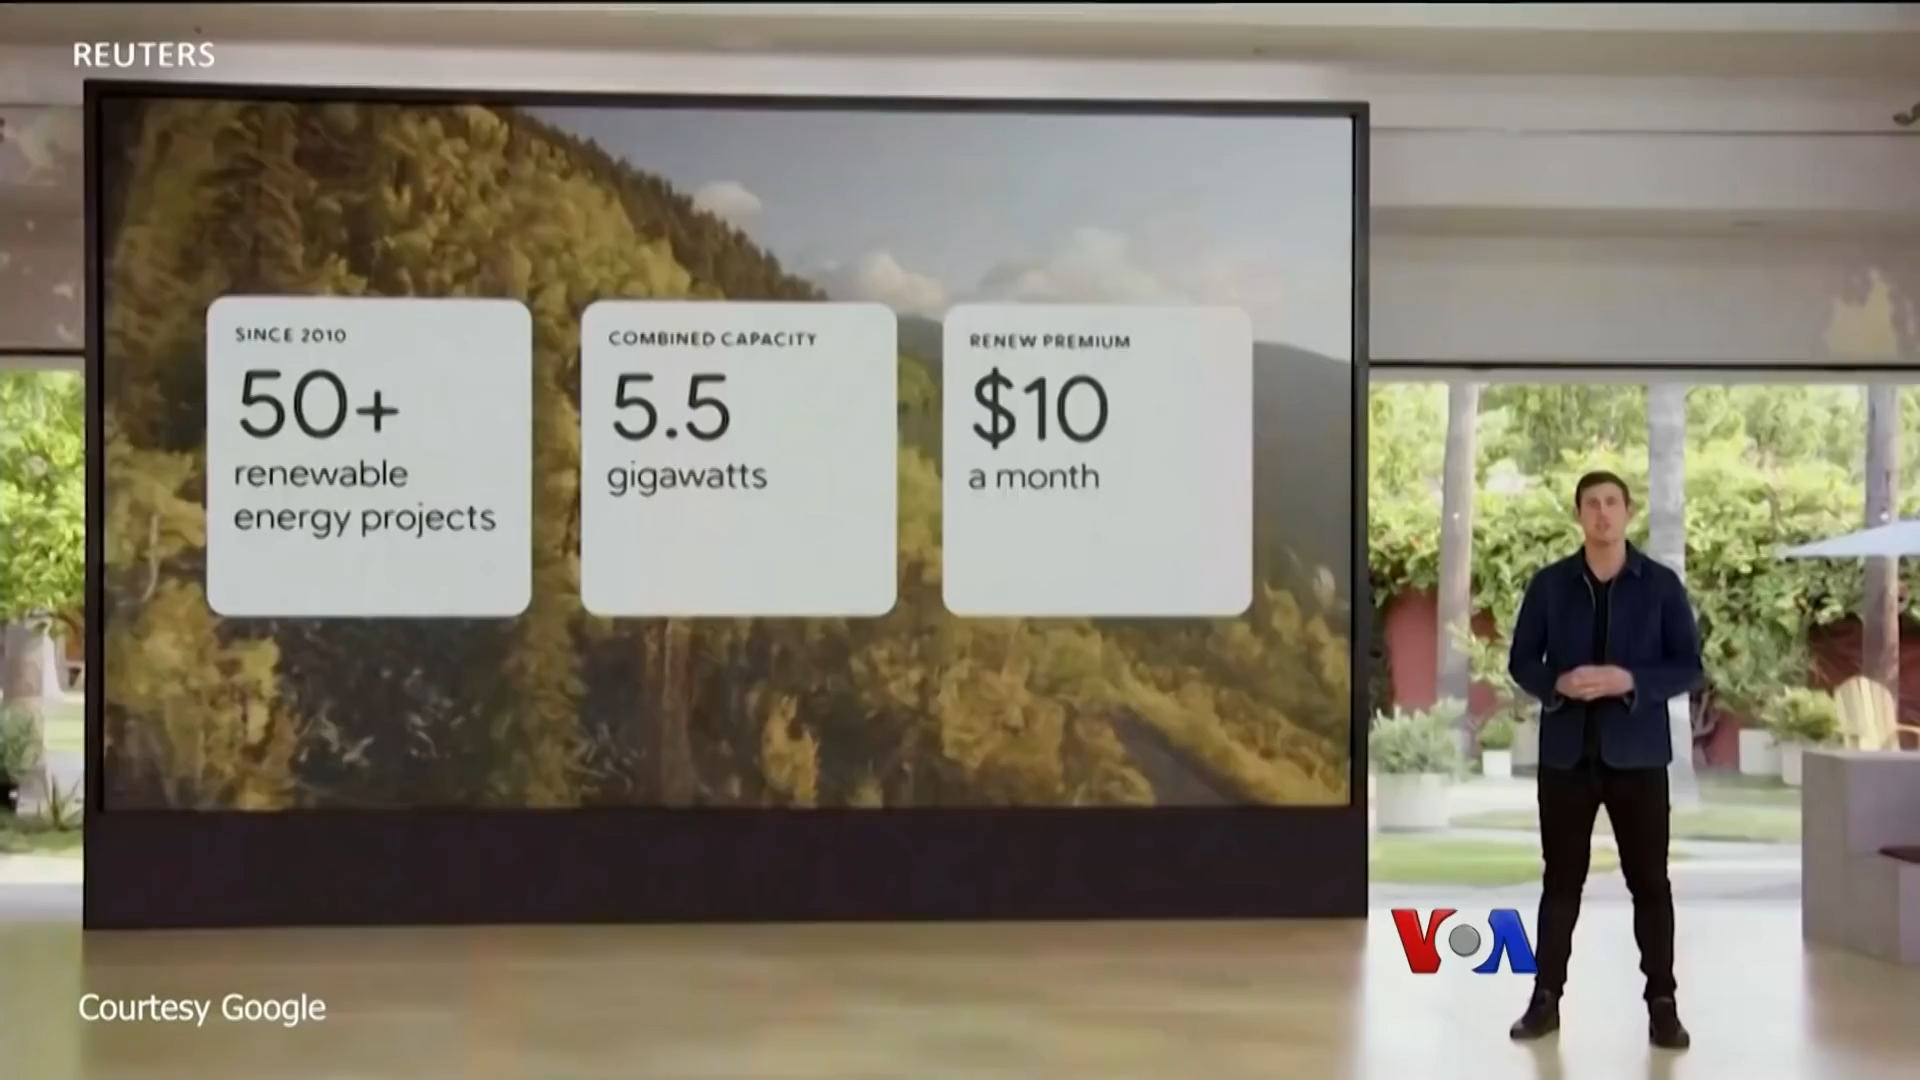 REUTERS
SINCE 2010
50+
renewable
energy projects
COMBINED CAPACITY
5.5
gigawatts
RENEW PREMIUM
$10
a month
VOA
Courtesy Google